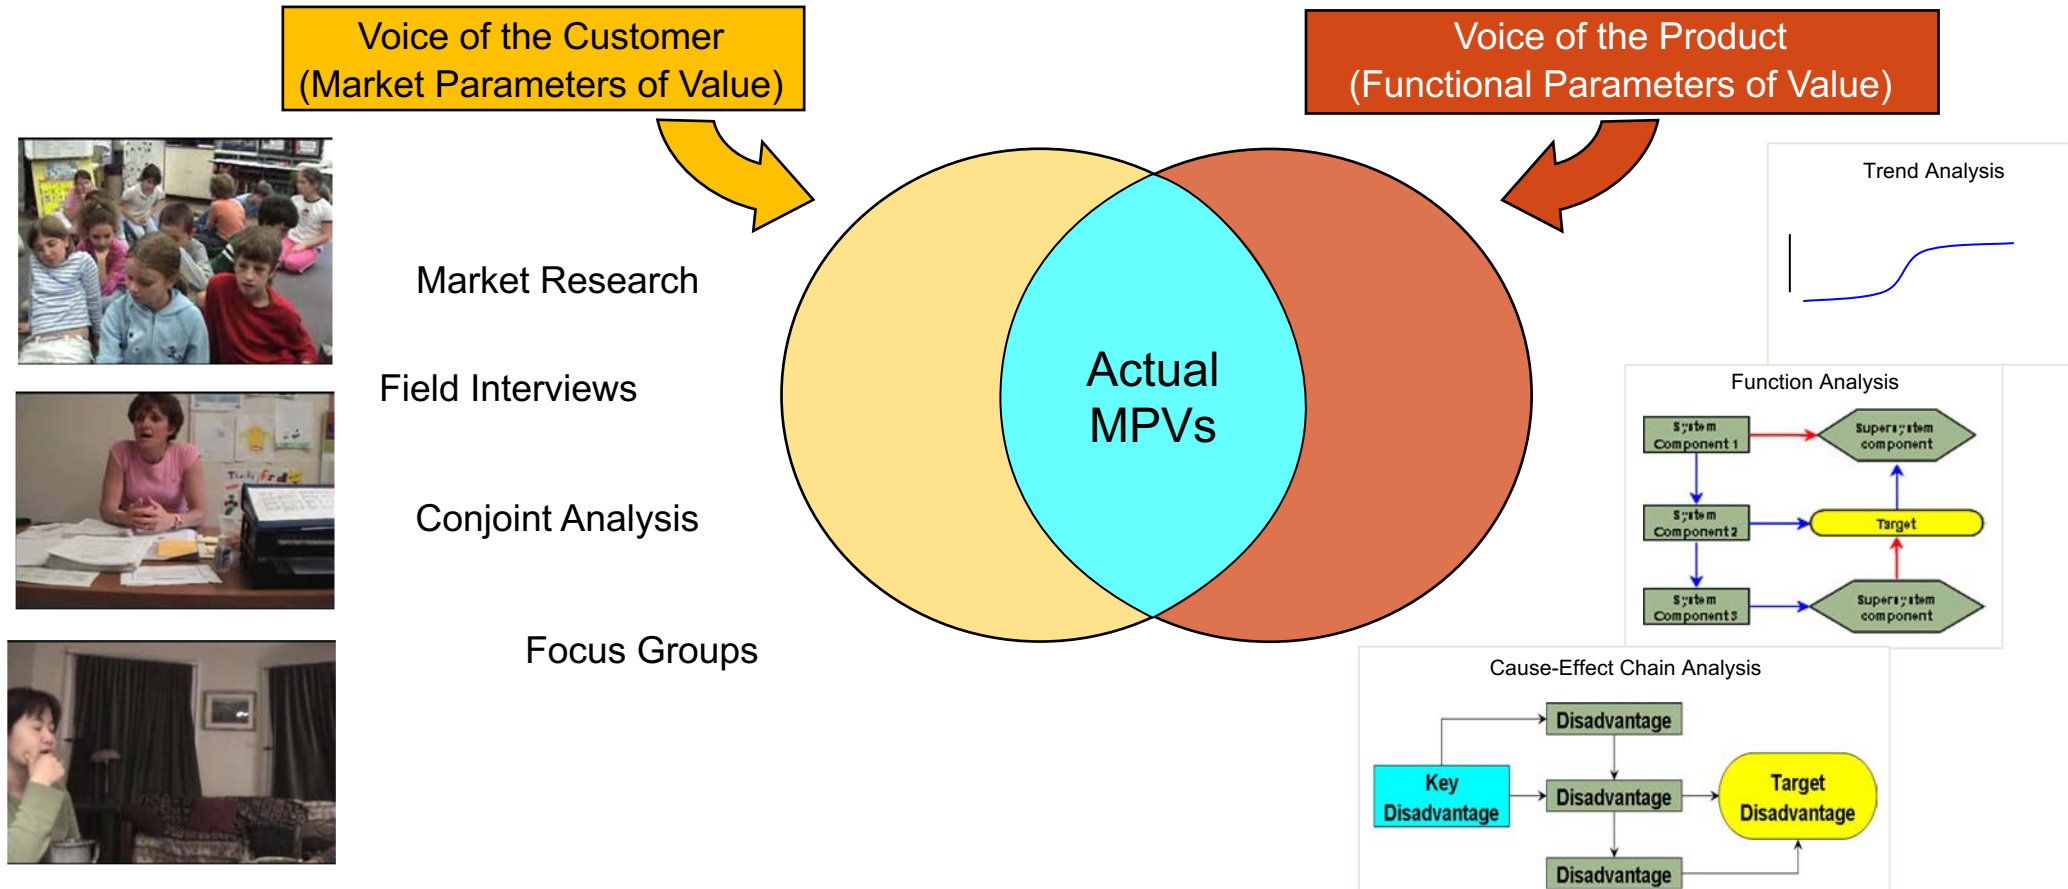 Voice of the Customer
(Market Parameters of Value)
Voice of the Product
(Functional Parameters of Value)
Market Research
Field Interviews
Conjoint Analysis
Focus Groups
Actual
MPVs
Trend Analysis
Function Analysis
System
Component 1
Supersystem
component
System
Component 2
Target
System
Component 3
Supersystem
component
Cause-Effect Chain Analysis
Disadvantage
Key
Disadvantage
Disadvantage
Target
Disadvantage
Disadvantage